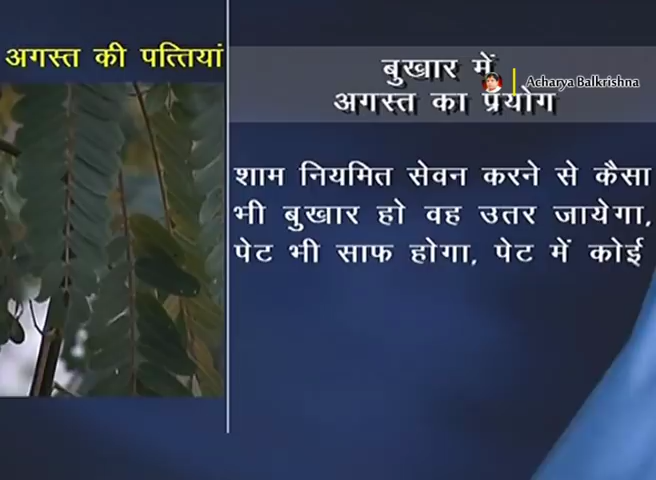 अगस्त की पत्तियां
बुखार में
अगस्त का प्रयोग
Acharya Balkrishna
शाम नियमित सेवन करने से कैसा
भी बुखार हो वह उतर जायेगा,
पेट भी साफ होगा, पेट में कोई